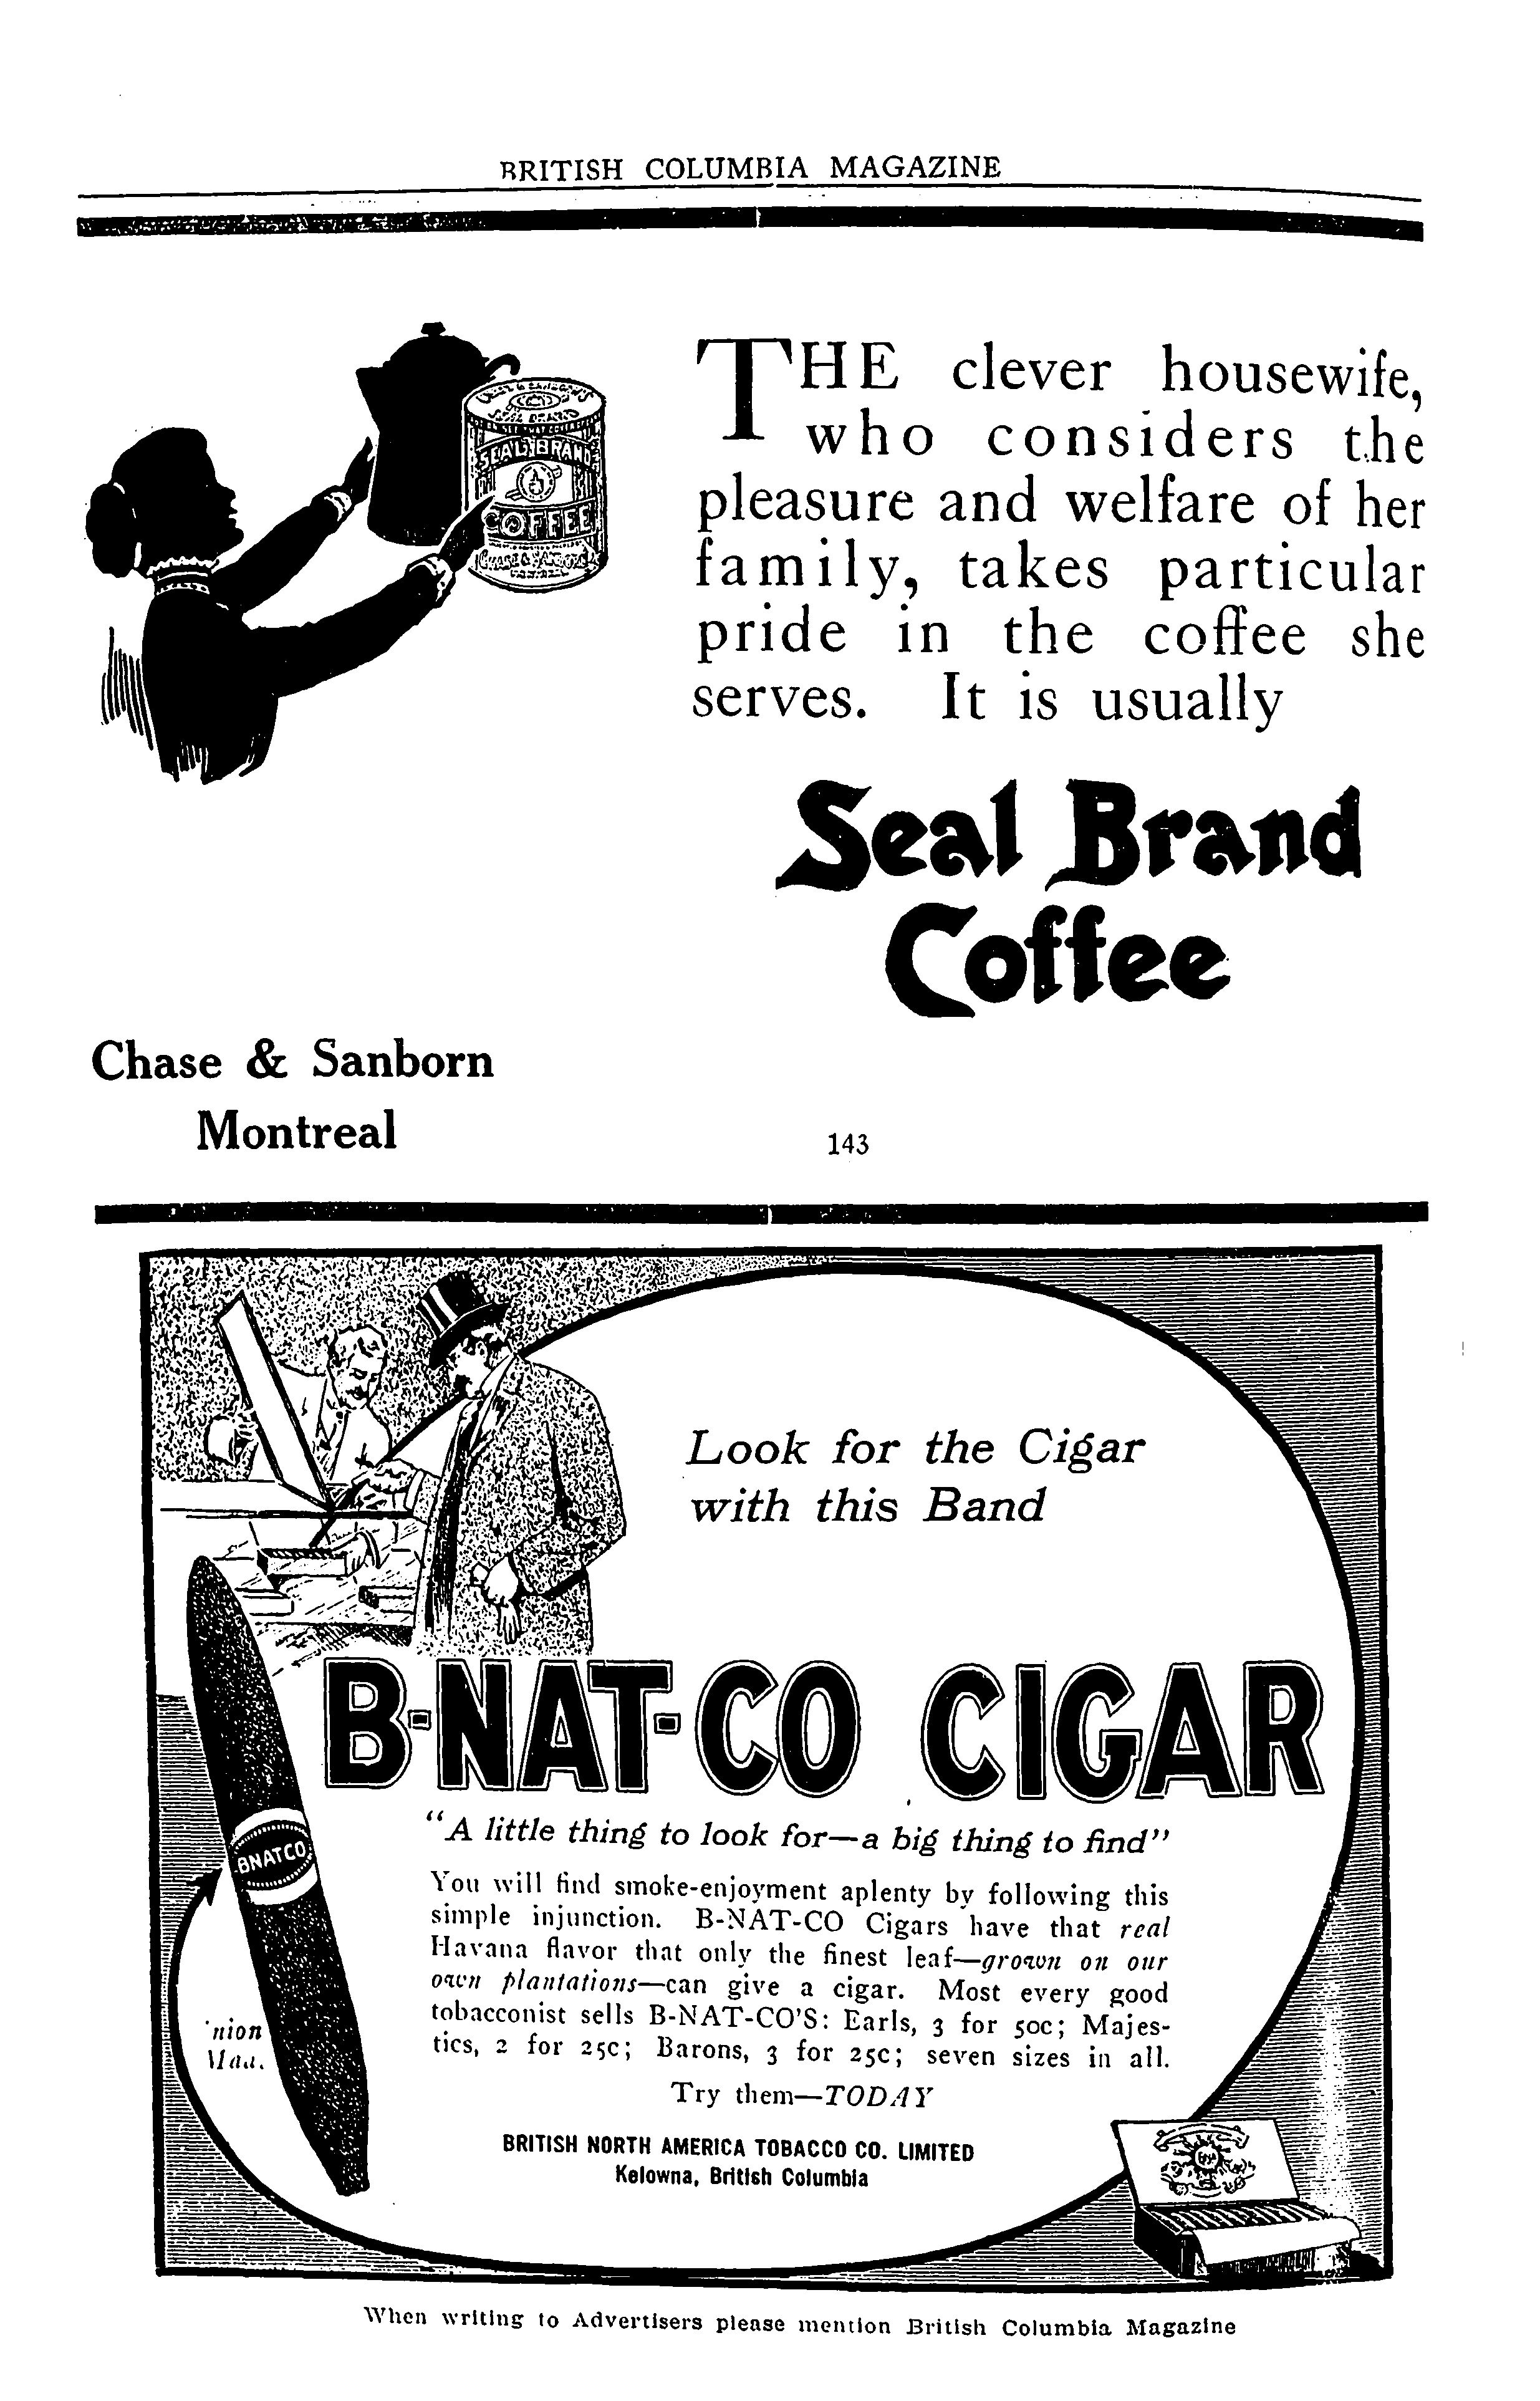 BRITISH COLUMBIA MAGAZINE
SEAL BRAND
COFFEE
THE clever housewife,
who considers the
pleasure and welfare of her
family, takes particular
pride in the coffee she
serves. It is usually
Seal Brand
Coffee
Chase & Sanborn
Montreal
143
Look for the Cigar
with this Band
B-NAT-CO CIGAR
BNATCO
"A little thing to look for—a big thing to find"
You will find smoke-enjoyment aplenty by following this
simple injunction. B-NAT-CO Cigars have that real
Havana flavor that only the finest leaf—grown on our
own plantations—can give a cigar. Most every good
tobacconist sells B-NAT-CO'S: Earls, 3 for 50c; Majes-
tics, 2 for 25c; Barons, 3 for 25c; seven sizes in all.
Try them—TODAY
'nion
BRITISH NORTH AMERICA TOBACCO CO. LIMITED
Kelowna, British Columbia
When writing to Advertisers please mention British Columbia Magazine